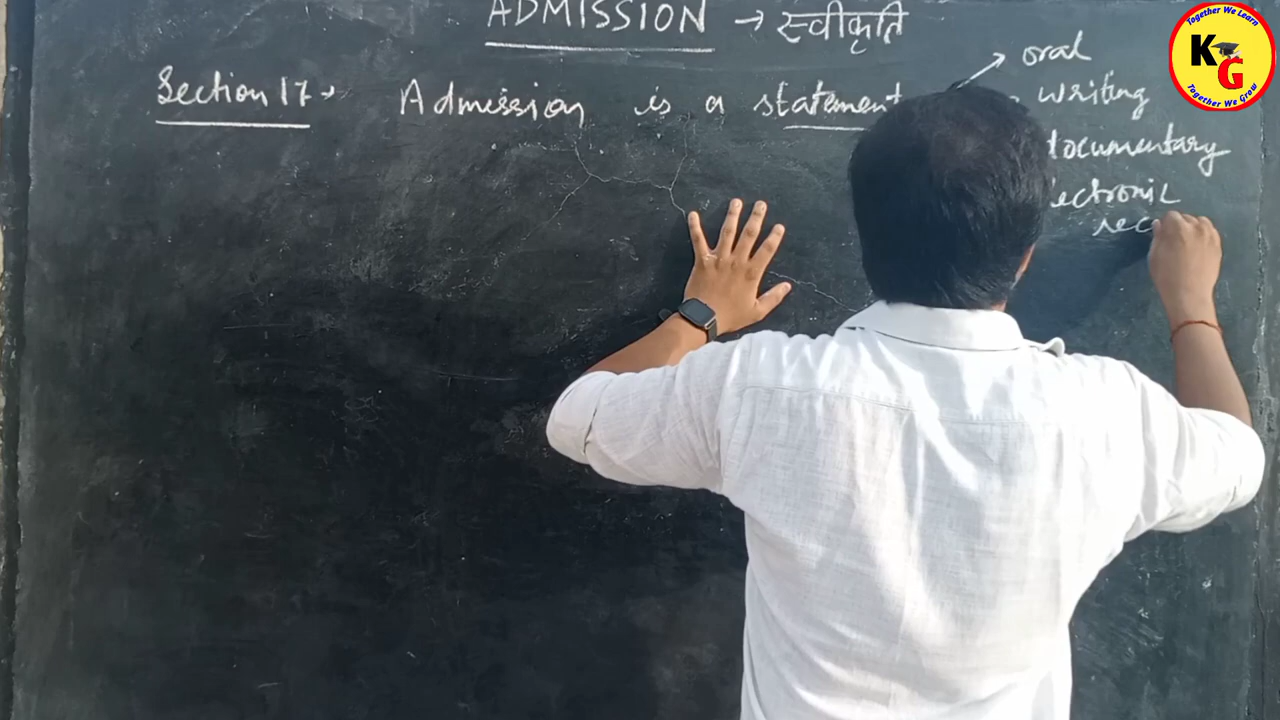 ADMISSION → स्वीकृति
Section 17→ Admission is a statement
→ oral
writing
documentary
ectronic
rec
Together We Learn
KG
Together We Grow